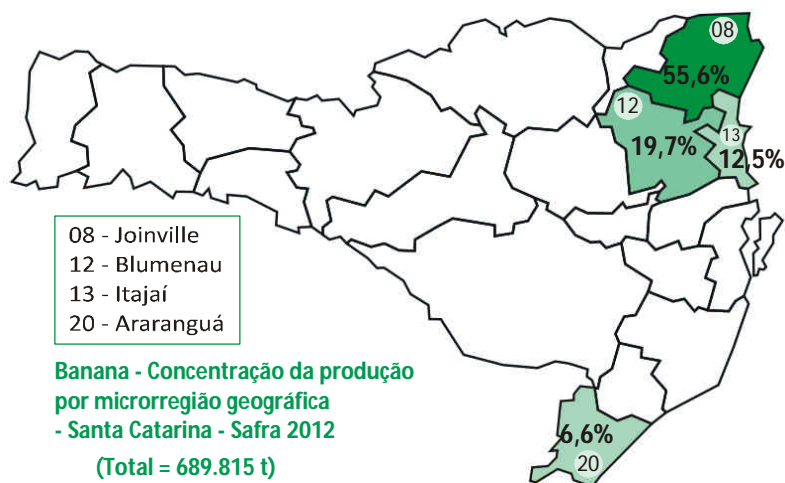 08
55,6%
12
13
19,7%
12,5%
08 - Joinville
12 - Blumenau
13 - Itajaí
20 - Araranguá
Banana - Concentração da produção
por microrregião geográfica
- Santa Catarina - Safra 2012
(Total = 689.815 t)
6,6%
20